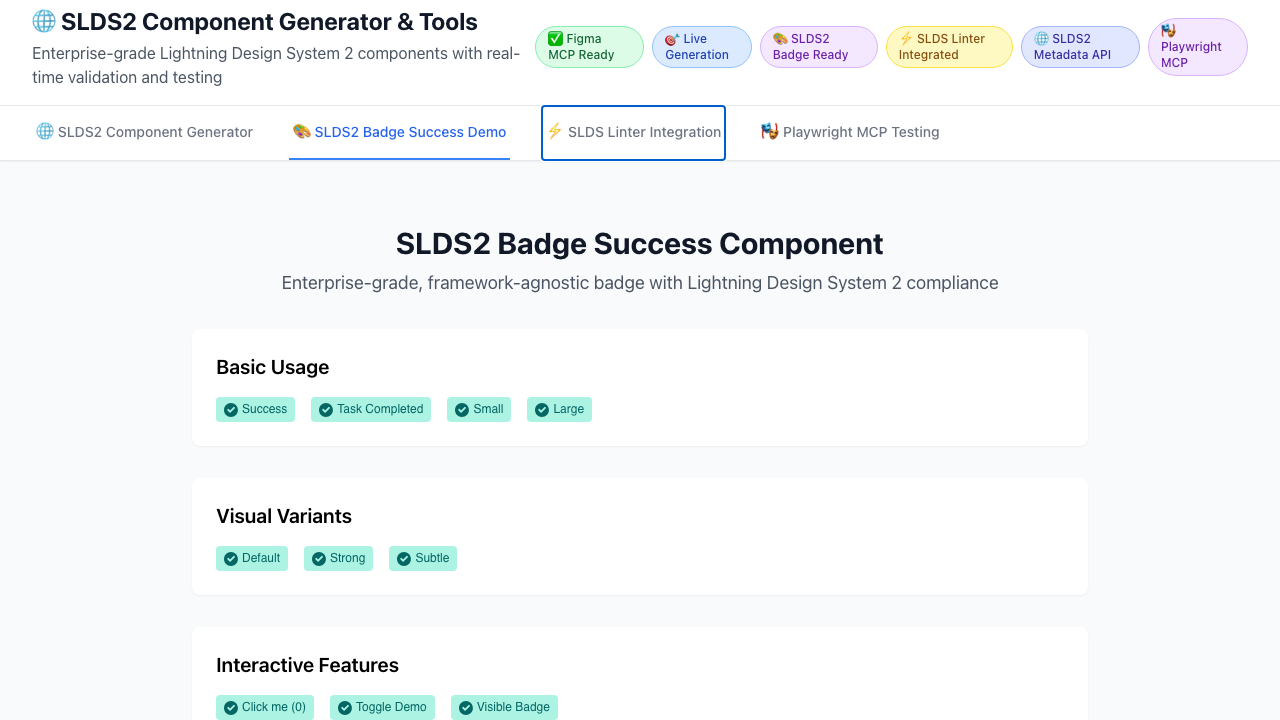 🌐 SLDS2 Component Generator & Tools
Enterprise-grade Lightning Design System 2 components with real-
time validation and testing
✅ Figma
MCP Ready
🎯 Live
Generation
🎨 SLDS2
Badge Ready
⚡ SLDS Linter
Integrated
🌐 SLDS2
Metadata API
🎭
Playwright
MCP
🌐 SLDS2 Component Generator
🎨 SLDS2 Badge Success Demo
⚡ SLDS Linter Integration
🎭 Playwright MCP Testing
SLDS2 Badge Success Component
Enterprise-grade, framework-agnostic badge with Lightning Design System 2 compliance
Basic Usage
Success
Task Completed
Small
Large
Visual Variants
Default
Strong
Subtle
Interactive Features
Click me (0)
Toggle Demo
Visible Badge